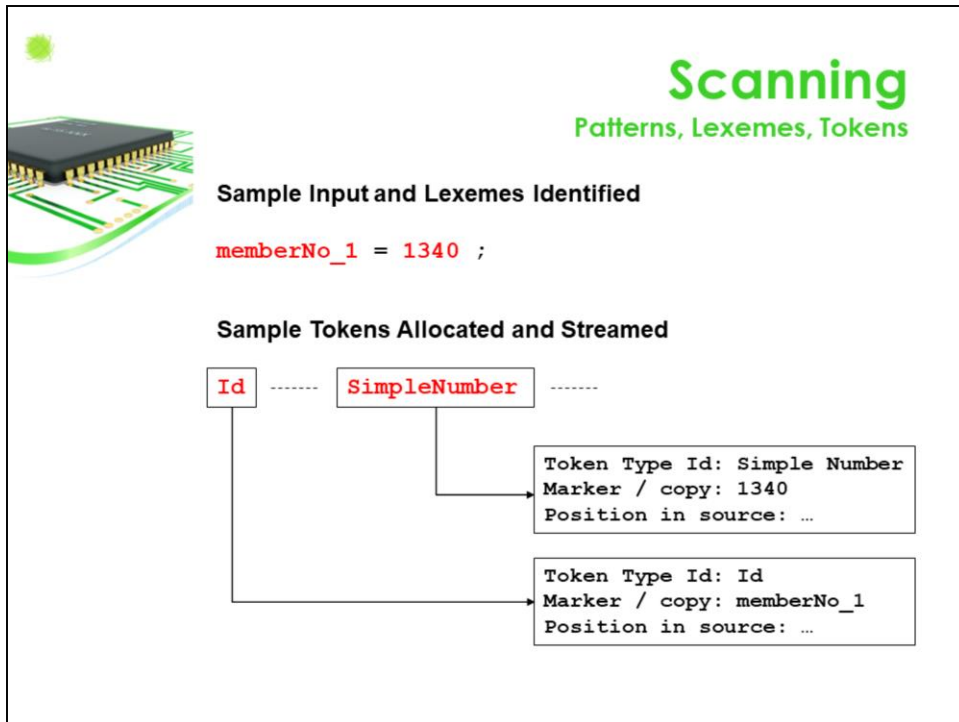 Scanning
Patterns, Lexemes, Tokens
Sample Input and Lexemes Identified
memberNo_1 = 1340 ;
Sample Tokens Allocated and Streamed
Id ------- SimpleNumber -------
Token Type Id: Simple Number
Marker / copy: 1340
Position in source: …
Token Type Id: Id
Marker / copy: memberNo_1
Position in source: …